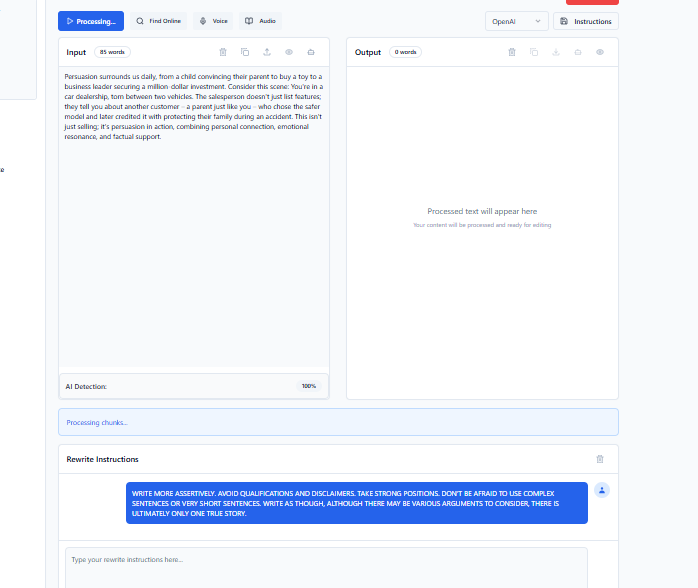 Processing...
Find Online
Voice
Audio
OpenAI
Instructions
Input
85 words
Output
0 words
Persuasion surrounds us daily, from a child convincing their parent to buy a toy to a
business leader securing a million-dollar investment. Consider this scene: You're in a
car dealership, torn between two vehicles. The salesperson doesn't just list features;
they tell you about another customer – a parent just like you – who chose the safer
model and later credited it with protecting their family during an accident. This isn't
just selling; it's persuasion in action, combining personal connection, emotional
resonance, and factual support.
Processed text will appear here
Your content will be processed and ready for editing
AI Detection:
100%
Processing chunks...
Rewrite Instructions
WRITE MORE ASSERTIVELY. AVOID QUALIFICATIONS AND DISCLAIMERS. TAKE STRONG POSITIONS. DON'T BE AFRAID TO USE COMPLEX
SENTENCES OR VERY SHORT SENTENCES. WRITE AS THOUGH, ALTHOUGH THERE MAY BE VARIOUS ARGUMENTS TO CONSIDER, THERE IS
ULTIMATELY ONLY ONE TRUE STORY.
Type your rewrite instructions here...